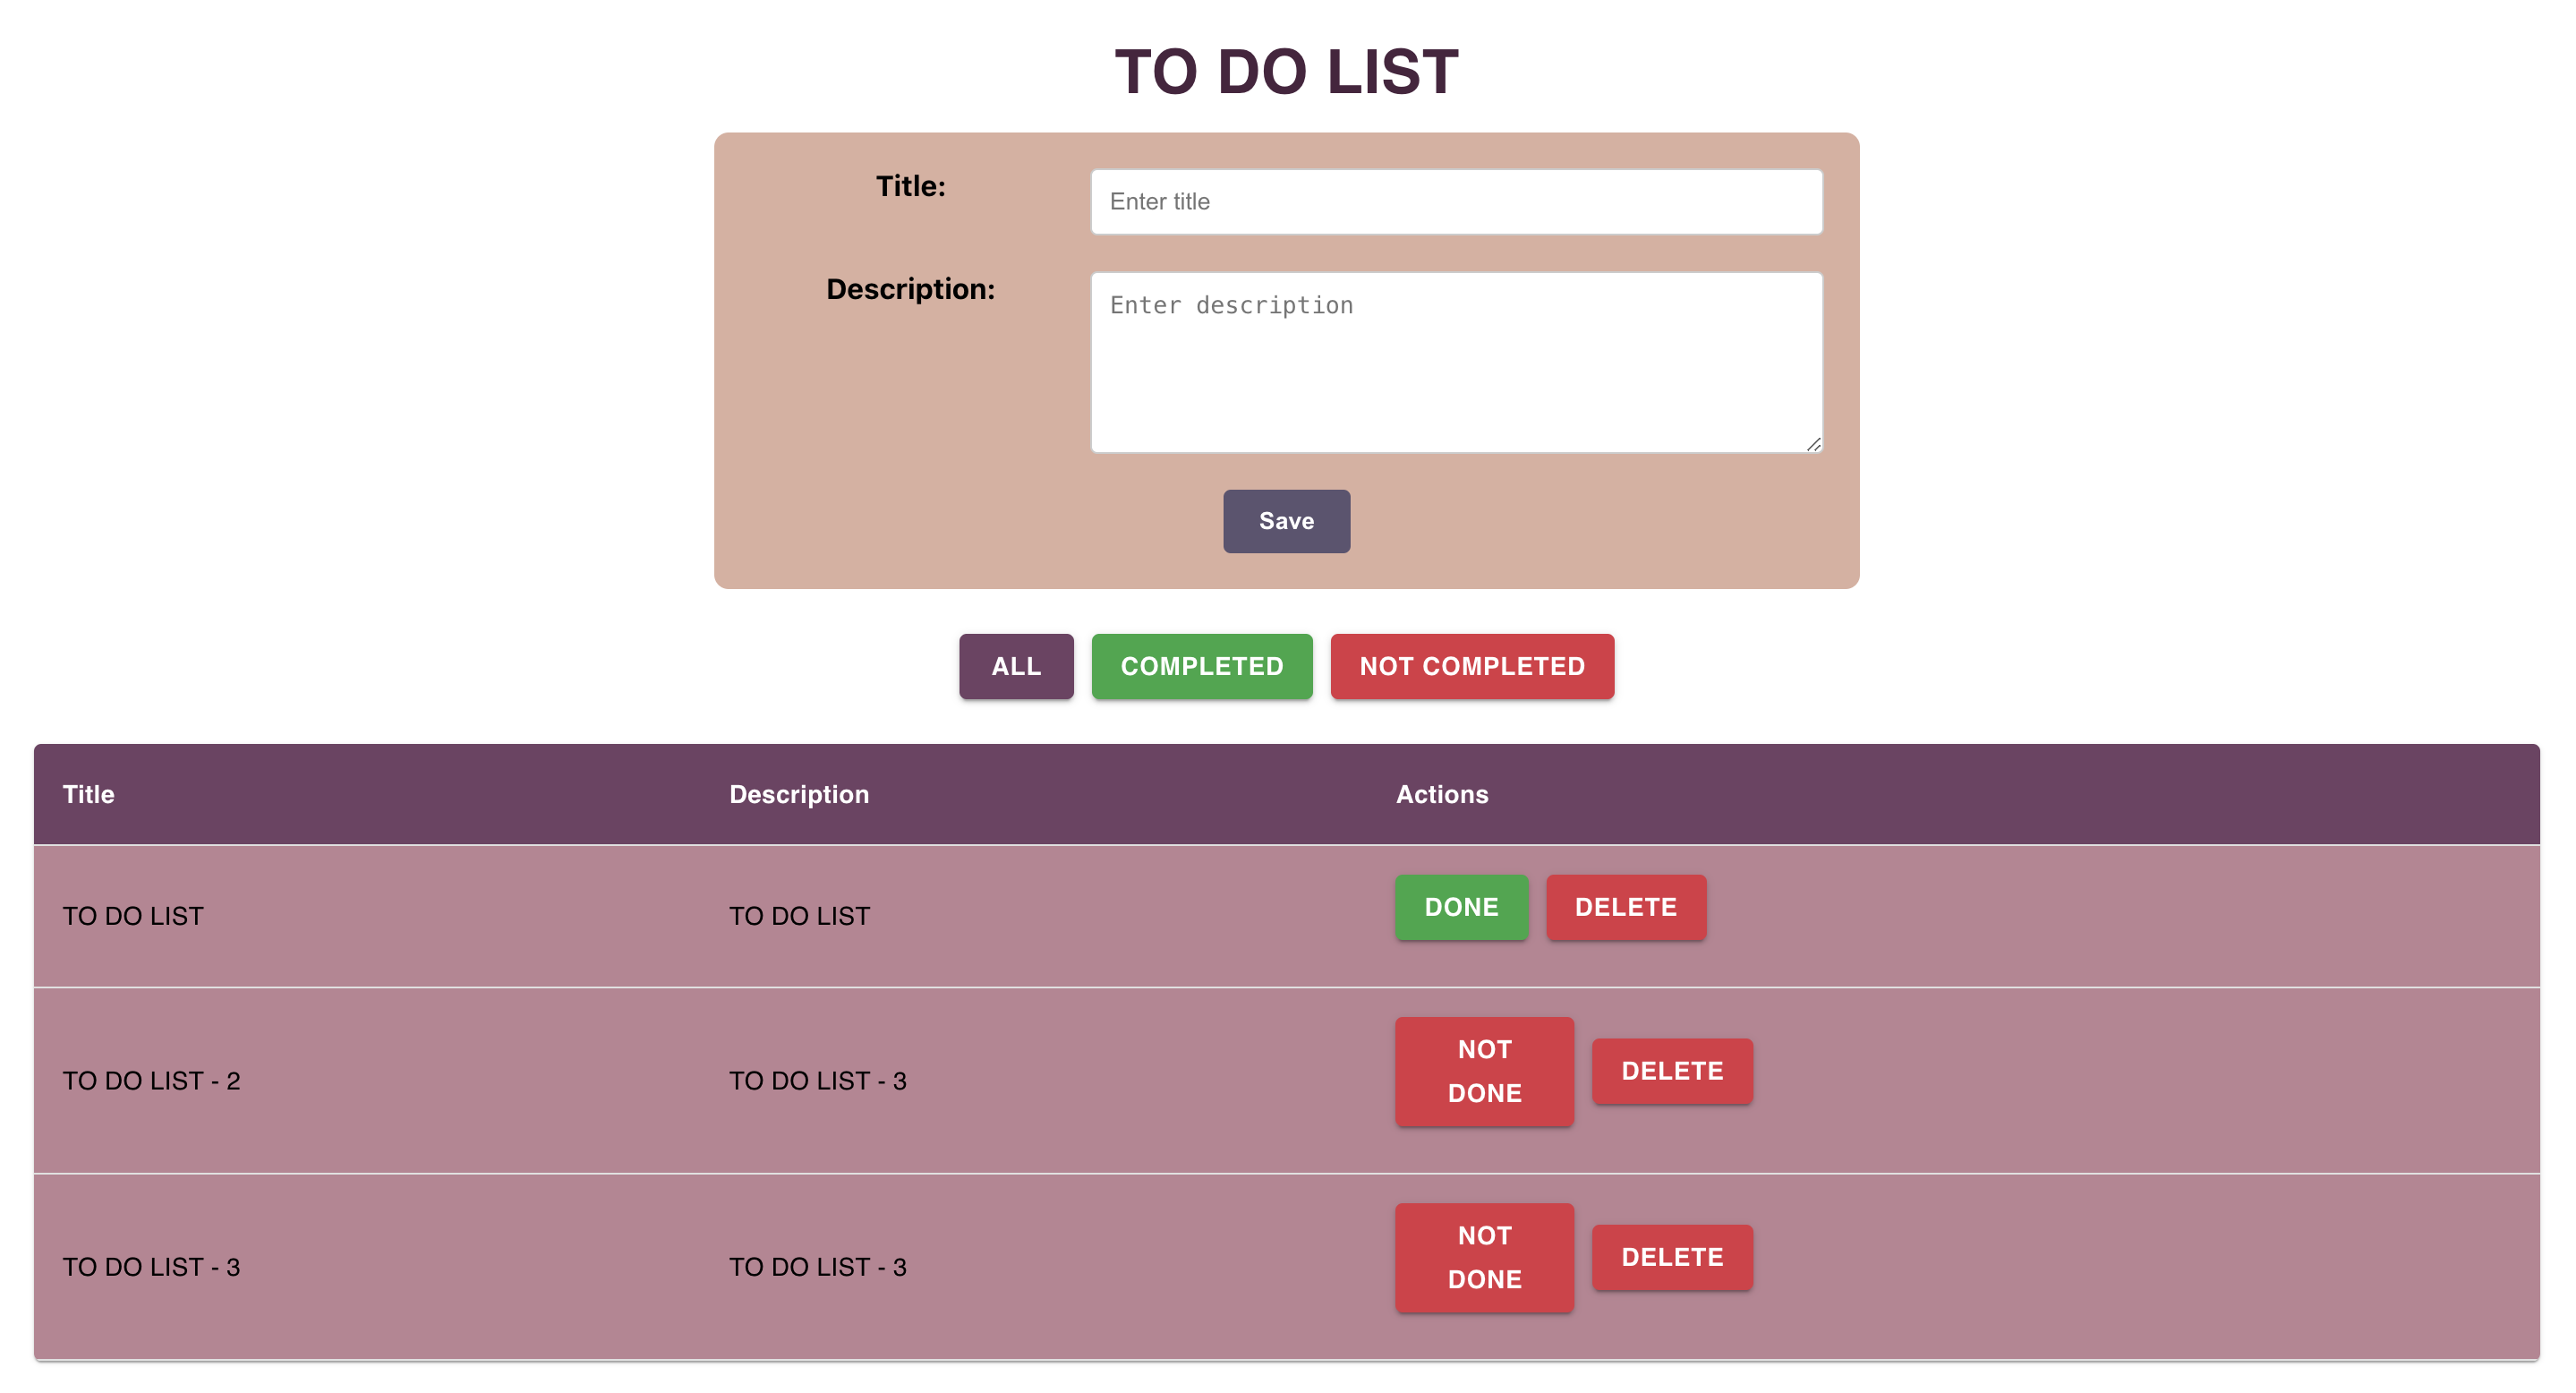 TO DO LIST
Title:
Enter title
Description:
Enter description
Save
ALL COMPLETED NOT COMPLETED
Title Description Actions
TO DO LIST TO DO LIST DONE DELETE
TO DO LIST - 2 TO DO LIST - 3 NOT DONE DELETE
TO DO LIST - 3 TO DO LIST - 3 NOT DONE DELETE